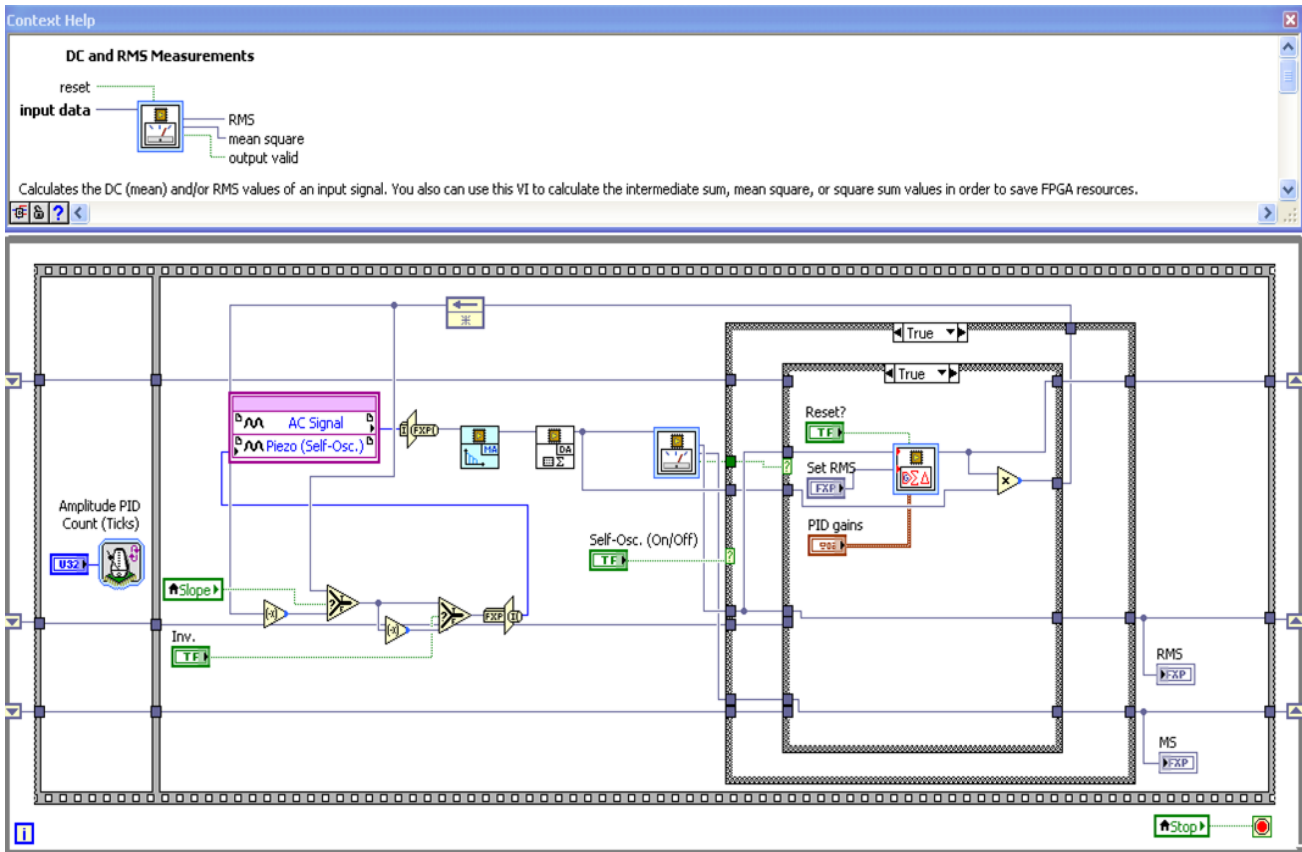 Context Help
DC and RMS Measurements
reset
input data
RMS
mean square
output valid
Calculates the DC (mean) and/or RMS values of an input signal. You also can use this VI to calculate the intermediate sum, mean square, or square sum values in order to save FPGA resources.
?
True
True
AC Signal
Piezo (Self-Osc.)
I
FXP
MA
DA
Σ
Reset?
TF
?
Set RMS
FXP
DΣΔ
x
Amplitude PID
Count (Ticks)
U32
PID gains
Self-Osc. (On/Off)
TF
?
Slope
(-x)
?
T
F
(-x)
?
T
F
FXP
I
Inv.
TF
RMS
FXP
MS
FXP
i
Stop